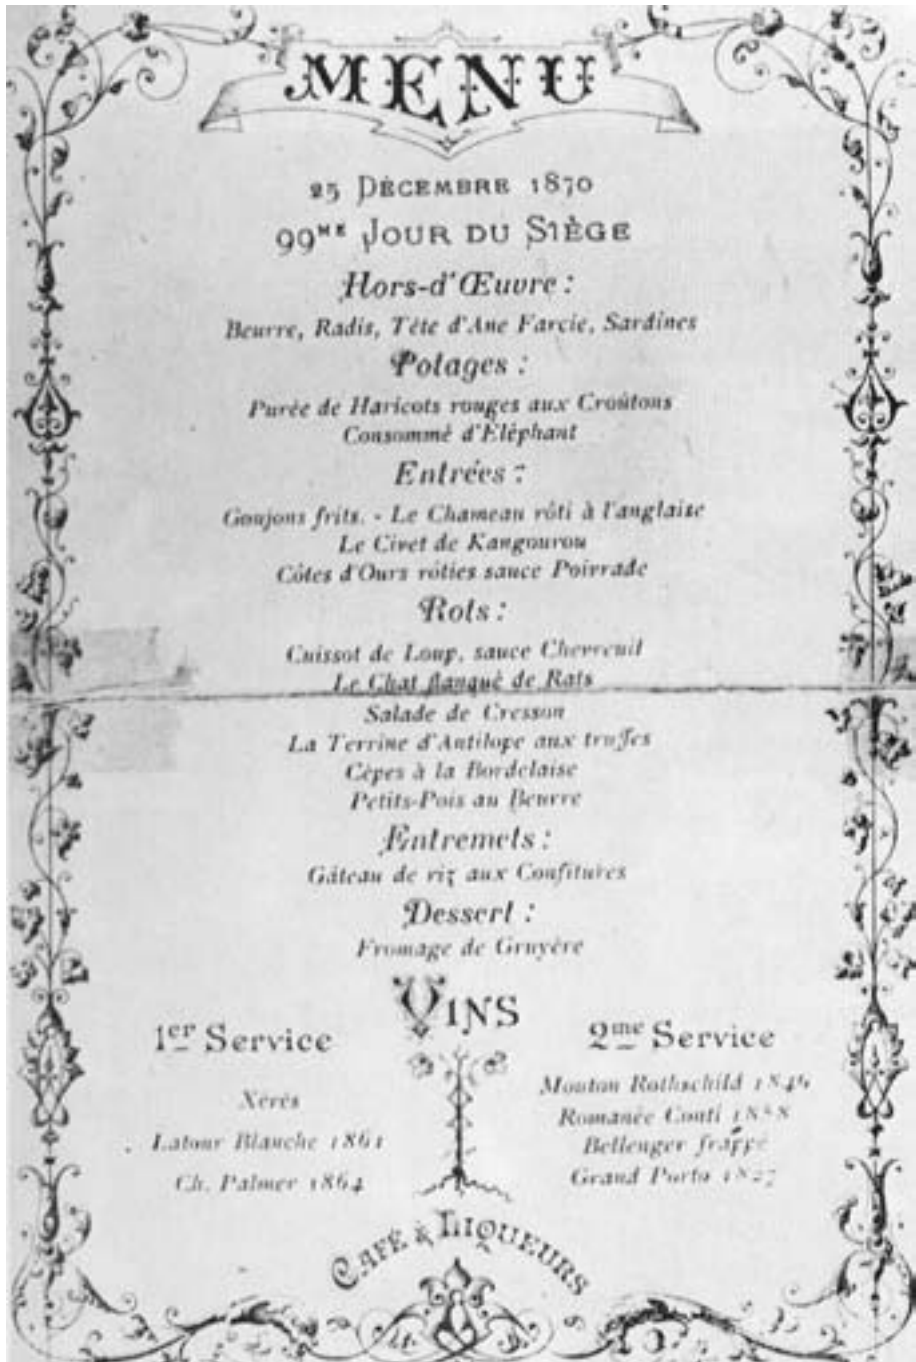 MENU
25 DÉCEMBRE 1870
99ME JOUR DU SIÈGE
Hors-d'Œuvre :
Beurre, Radis, Tête d'Ane Farcie, Sardines
Potages :
Purée de Haricots rouges aux Croûtons
Consommé d'Eléphant
Entrées :
Goujons frits. - Le Chameau rôti à l'anglaise
Le Civet de Kangourou
Côtes d'Ours rôties sauce Poivrade
Rots :
Cuissot de Loup, sauce Chevreuil
Le Chat flanqué de Rats
Salade de Cresson
La Terrine d'Antilope aux truffes
Cèpes à la Bordelaise
Petits-Pois au Beurre
Entremets :
Gâteau de riz aux Confitures
Dessert :
Fromage de Gruyère
VINS
1er Service
Xérès
Latour Blanche 1861
Ch. Palmer 1864
2me Service
Mouton Rothschild 1846
Romanée Conti
Bellenger frappé
Grand Porto 1827
CAFÉ & LIQUEURS